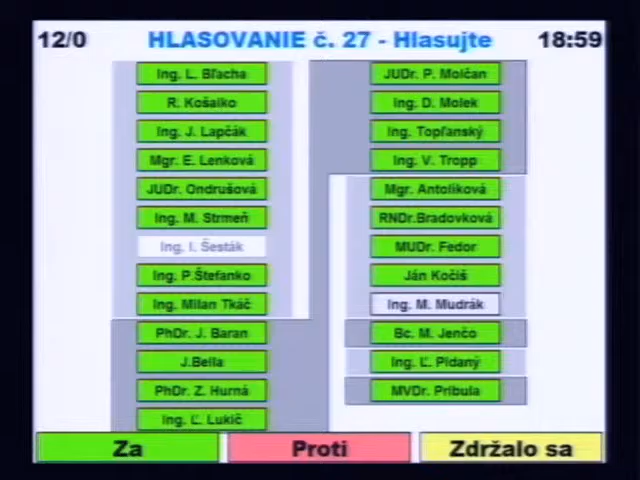 12/0 HLASOVANIE č. 27 - Hlasujte 18:59
Ing. L. Bľacha
R. Košalko
Ing. J. Lapčák
Mgr. E. Lenková
JUDr. Ondrušová
Ing. M. Strmeň
Ing. I. Šesták
Ing. P.Štefanko
Ing. Milan Tkáč
PhDr. J. Baran
J.Bella
PhDr. Z. Hurná
Ing. Ľ. Lukič
JUDr. P. Molčan
Ing. D. Molek
Ing. Topľanský
Ing. V. Tropp
Mgr. Antolíková
RNDr.Bradovková
MUDr. Fedor
Ján Kočiš
Ing. M. Mudrák
Bc. M. Jenčo
Ing. Ľ. Pidaný
MVDr. Pribula
Za Proti Zdržalo sa